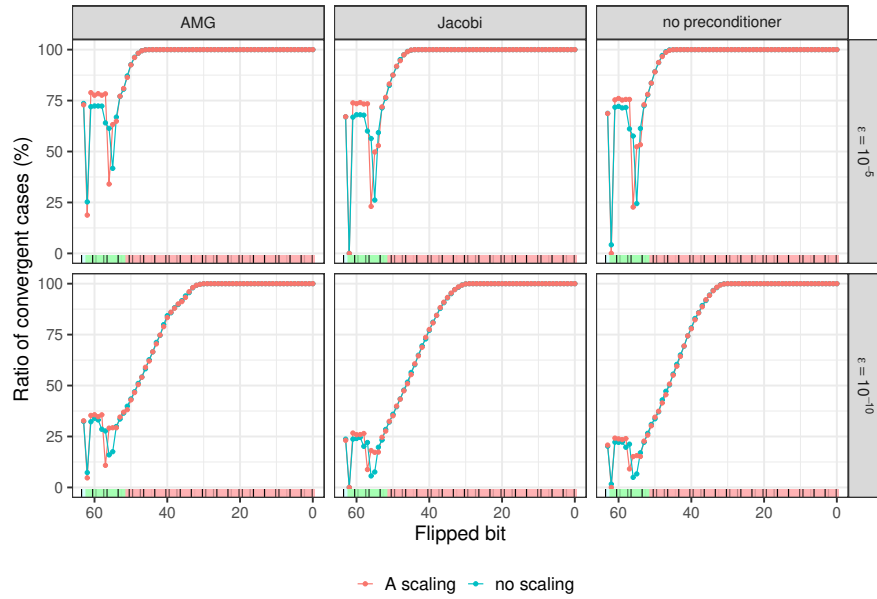 AMG Jacobi no preconditioner
Ratio of convergent cases (%)
100
75
50
25
0
ε = 10⁻⁵
100
75
50
25
0
ε = 10⁻¹⁰
60 40 20 0 60 40 20 0 60 40 20 0
Flipped bit
A scaling no scaling